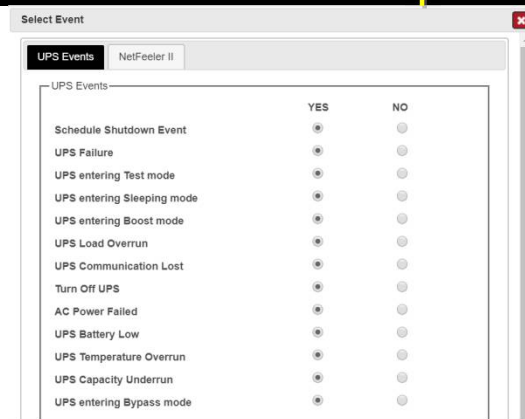 Select Event
UPS Events NetFeeler II
UPS Events
YES NO
Schedule Shutdown Event
UPS Failure
UPS entering Test mode
UPS entering Sleeping mode
UPS entering Boost mode
UPS Load Overrun
UPS Communication Lost
Turn Off UPS
AC Power Failed
UPS Battery Low
UPS Temperature Overrun
UPS Capacity Underrun
UPS entering Bypass mode